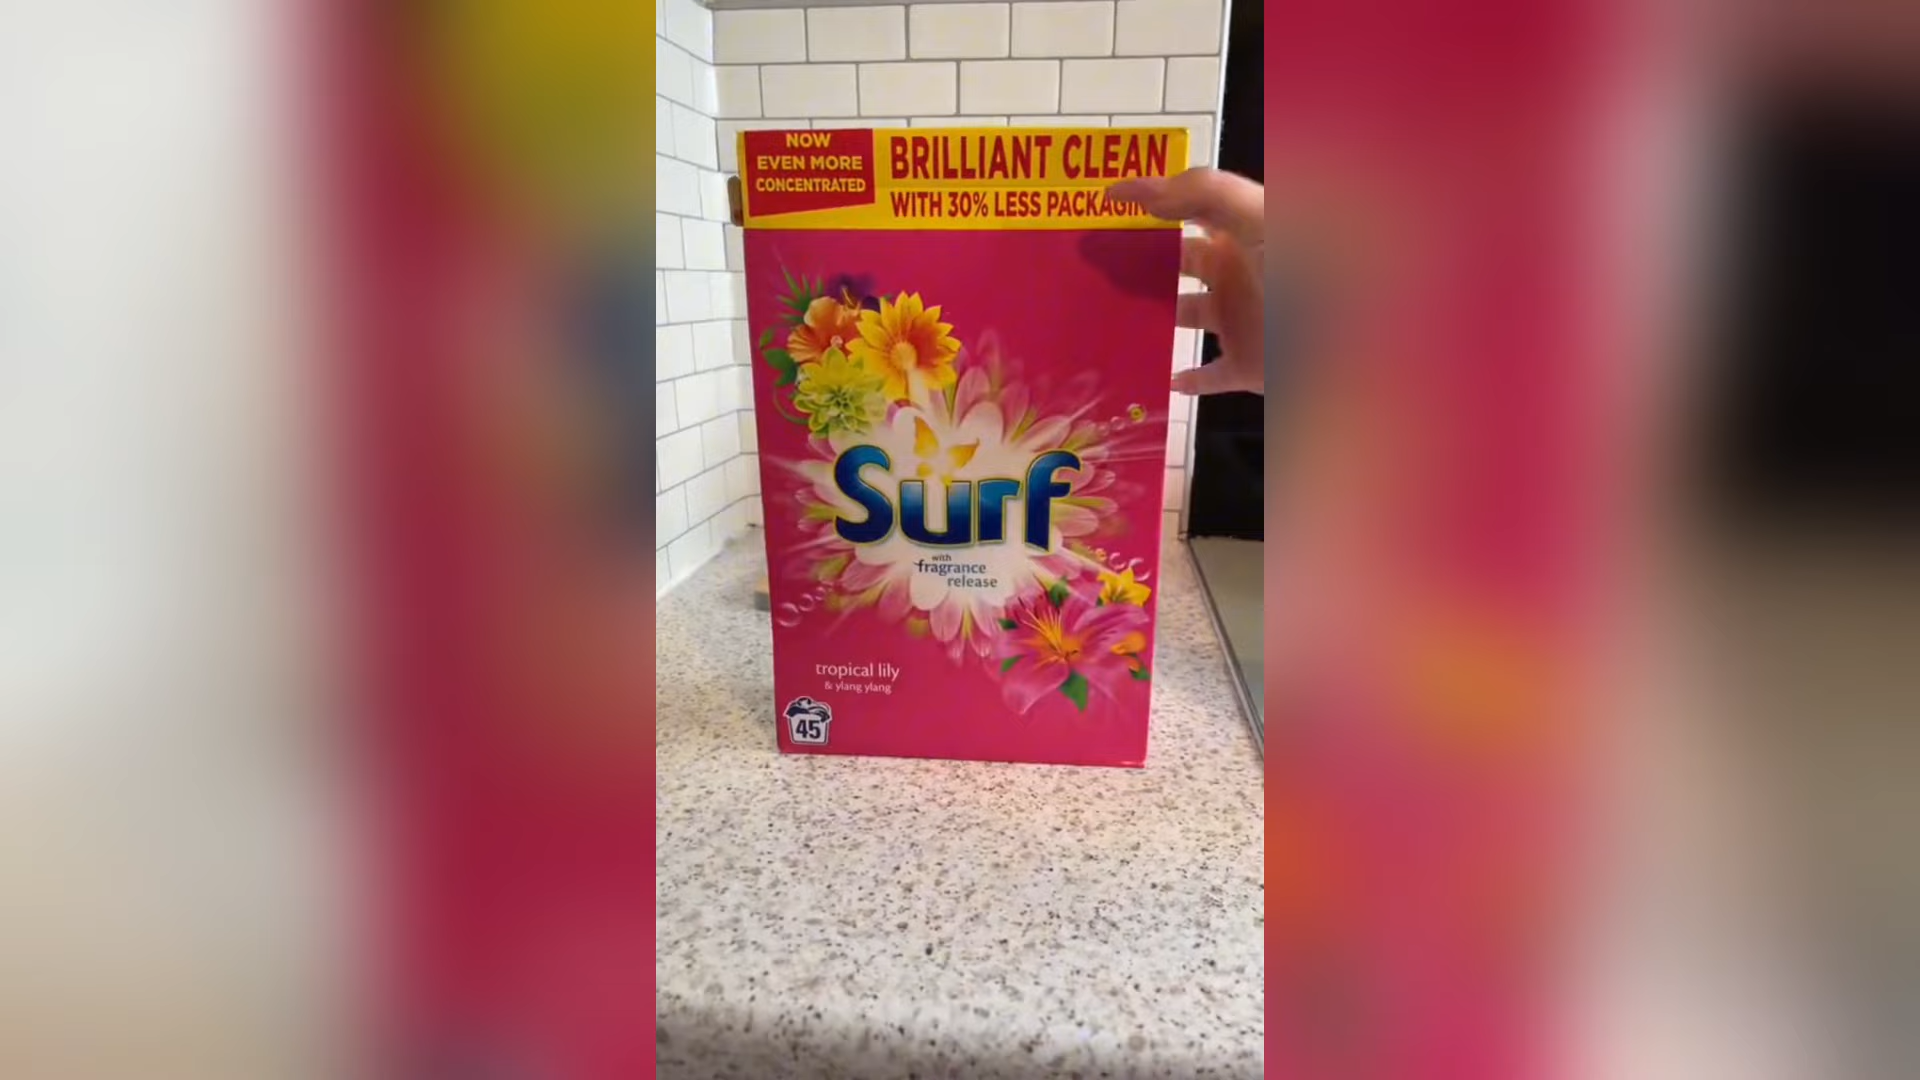 NOW
EVEN MORE
CONCENTRATED
BRILLIANT CLEAN
WITH 30% LESS PACKAGIN
Surf
with
fragrance
release
tropical lily
& ylang ylang
45